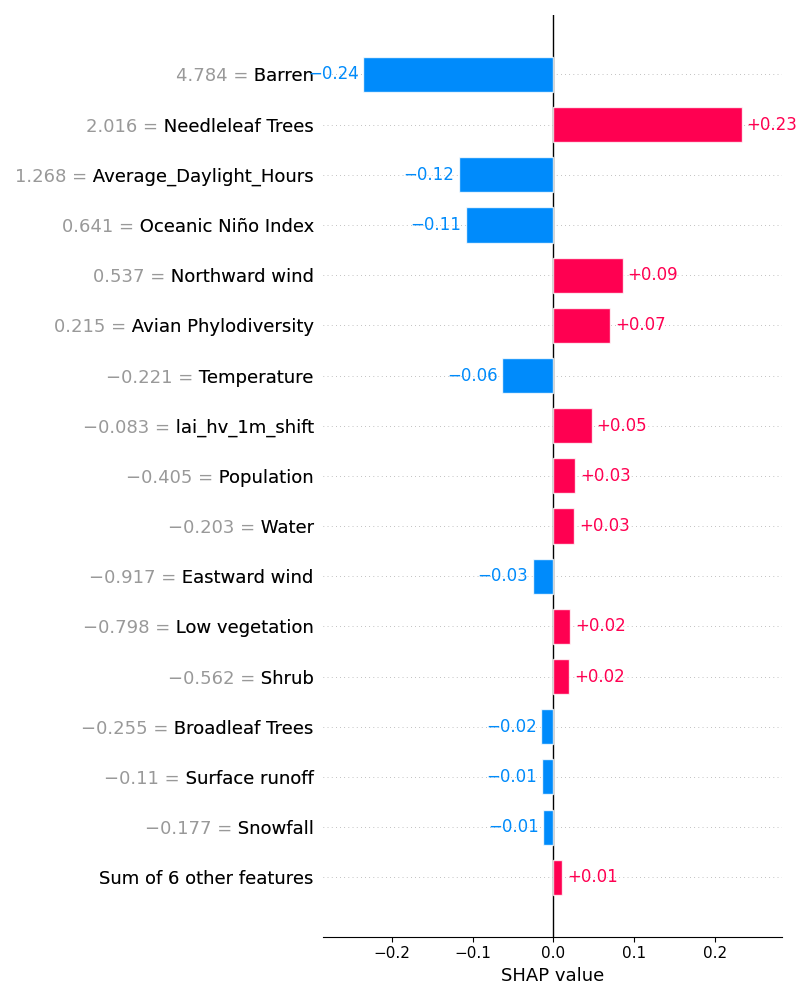 4.784 = Barren −0.24
2.016 = Needleleaf Trees +0.23
1.268 = Average_Daylight_Hours −0.12
0.641 = Oceanic Niño Index −0.11
0.537 = Northward wind +0.09
0.215 = Avian Phylodiversity +0.07
−0.221 = Temperature −0.06
−0.083 = lai_hv_1m_shift +0.05
−0.405 = Population +0.03
−0.203 = Water +0.03
−0.917 = Eastward wind −0.03
−0.798 = Low vegetation +0.02
−0.562 = Shrub +0.02
−0.255 = Broadleaf Trees −0.02
−0.11 = Surface runoff −0.01
−0.177 = Snowfall −0.01
Sum of 6 other features +0.01
−0.2 −0.1 0.0 0.1 0.2
SHAP value